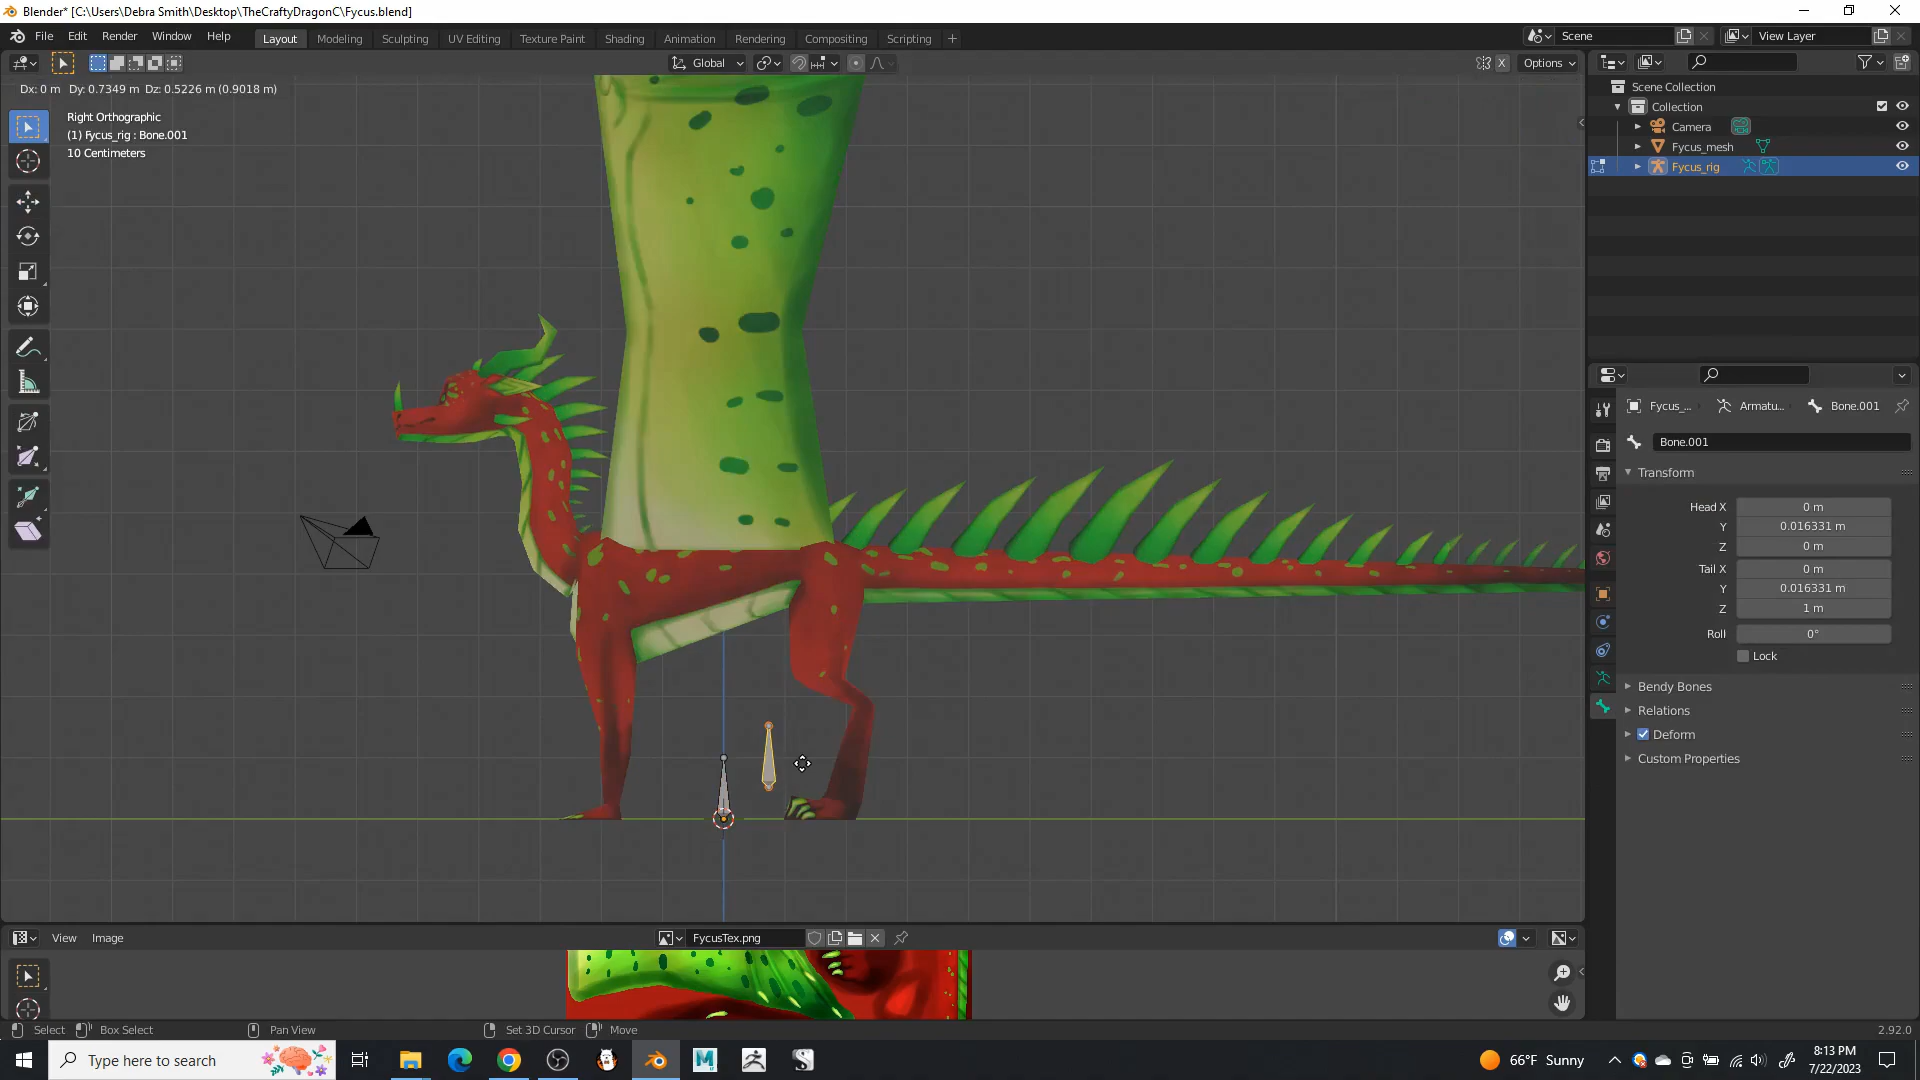 Blender* [C:\Users\Debra Smith\Desktop\TheCraftyDragonC\Fycus.blend]
File Edit Render Window Help Layout Modeling Sculpting UV Editing Texture Paint Shading Animation Rendering Compositing Scripting + Scene View Layer
Global X Options
Dx: 0 m Dy: 0.7349 m Dz: 0.5226 m (0.9018 m)
Right Orthographic
(1) Fycus_rig : Bone.001
10 Centimeters
Scene Collection
Collection
Camera
Fycus_mesh
Fycus_rig
Fycus_... Armatu... Bone.001
Bone.001
Transform
Head X 0 m
Y 0.016331 m
Z 0 m
Tail X 0 m
Y 0.016331 m
Z 1 m
Roll 0°
Lock
Bendy Bones
Relations
Deform
Custom Properties
View Image FycusTex.png
Select Box Select Pan View Set 3D Cursor Move 2.92.0
Type here to search 66°F Sunny 8:13 PM
7/22/2023